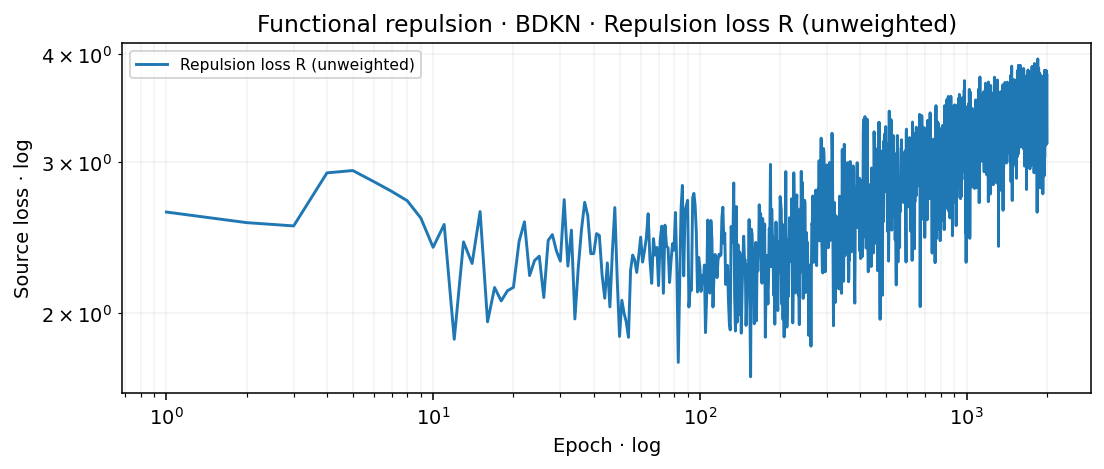 Functional repulsion · BDKN · Repulsion loss R (unweighted)
Repulsion loss R (unweighted)
Source loss · log
4 × 10⁰
3 × 10⁰
2 × 10⁰
10⁰ 10¹ 10² 10³
Epoch · log